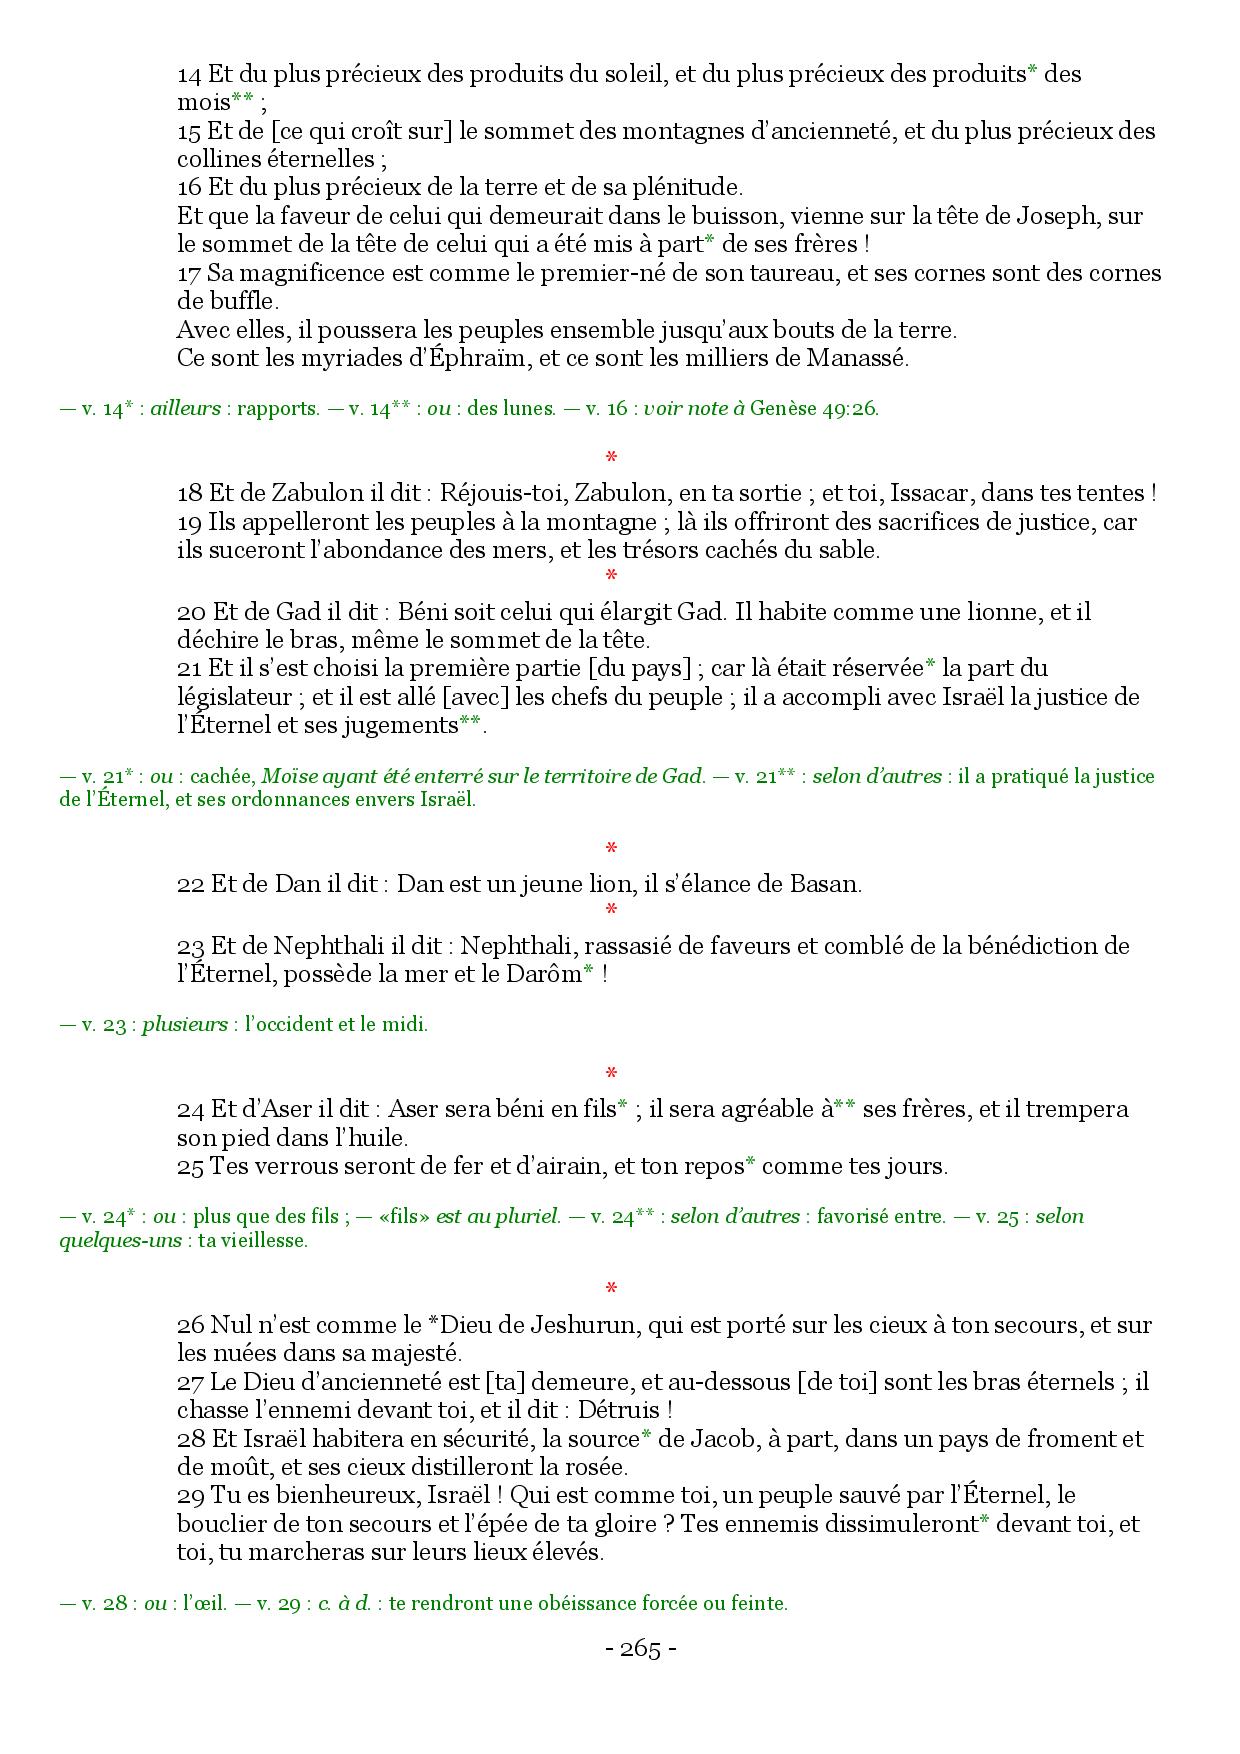 14 Et du plus précieux des produits du soleil, et du plus précieux des produits* des
mois** ;
15 Et de [ce qui croît sur] le sommet des montagnes d’ancienneté, et du plus précieux des
collines éternelles ;
16 Et du plus précieux de la terre et de sa plénitude.
Et que la faveur de celui qui demeurait dans le buisson, vienne sur la tête de Joseph, sur
le sommet de la tête de celui qui a été mis à part* de ses frères !
17 Sa magnificence est comme le premier-né de son taureau, et ses cornes sont des cornes
de buffle.
Avec elles, il poussera les peuples ensemble jusqu’aux bouts de la terre.
Ce sont les myriades d’Éphraïm, et ce sont les milliers de Manassé.
— v. 14* : ailleurs : rapports. — v. 14** : ou : des lunes. — v. 16 : voir note à Genèse 49:26.
*
18 Et de Zabulon il dit : Réjouis-toi, Zabulon, en ta sortie ; et toi, Issacar, dans tes tentes !
19 Ils appelleront les peuples à la montagne ; là ils offriront des sacrifices de justice, car
ils suceront l’abondance des mers, et les trésors cachés du sable.
*
20 Et de Gad il dit : Béni soit celui qui élargit Gad. Il habite comme une lionne, et il
déchire le bras, même le sommet de la tête.
21 Et il s’est choisi la première partie [du pays] ; car là était réservée* la part du
législateur ; et il est allé [avec] les chefs du peuple ; il a accompli avec Israël la justice de
l’Éternel et ses jugements**.
— v. 21* : ou : cachée, Moïse ayant été enterré sur le territoire de Gad. — v. 21** : selon d’autres : il a pratiqué la justice
de l’Éternel, et ses ordonnances envers Israël.
*
22 Et de Dan il dit : Dan est un jeune lion, il s’élance de Basan.
*
23 Et de Nephthali il dit : Nephthali, rassasié de faveurs et comblé de la bénédiction de
l’Éternel, possède la mer et le Darôm* !
— v. 23 : plusieurs : l’occident et le midi.
*
24 Et d’Aser il dit : Aser sera béni en fils* ; il sera agréable à** ses frères, et il trempera
son pied dans l’huile.
25 Tes verrous seront de fer et d’airain, et ton repos* comme tes jours.
— v. 24* : ou : plus que des fils ; — «fils» est au pluriel. — v. 24** : selon d’autres : favorisé entre. — v. 25 : selon
quelques-uns : ta vieillesse.
*
26 Nul n’est comme le *Dieu de Jeshurun, qui est porté sur les cieux à ton secours, et sur
les nuées dans sa majesté.
27 Le Dieu d’ancienneté est [ta] demeure, et au-dessous [de toi] sont les bras éternels ; il
chasse l’ennemi devant toi, et il dit : Détruis !
28 Et Israël habitera en sécurité, la source* de Jacob, à part, dans un pays de froment et
de moût, et ses cieux distilleront la rosée.
29 Tu es bienheureux, Israël ! Qui est comme toi, un peuple sauvé par l’Éternel, le
bouclier de ton secours et l’épée de ta gloire ? Tes ennemis dissimuleront* devant toi, et
toi, tu marcheras sur leurs lieux élevés.
— v. 28 : ou : l’œil. — v. 29 : c. à d. : te rendront une obéissance forcée ou feinte.
- 265 -